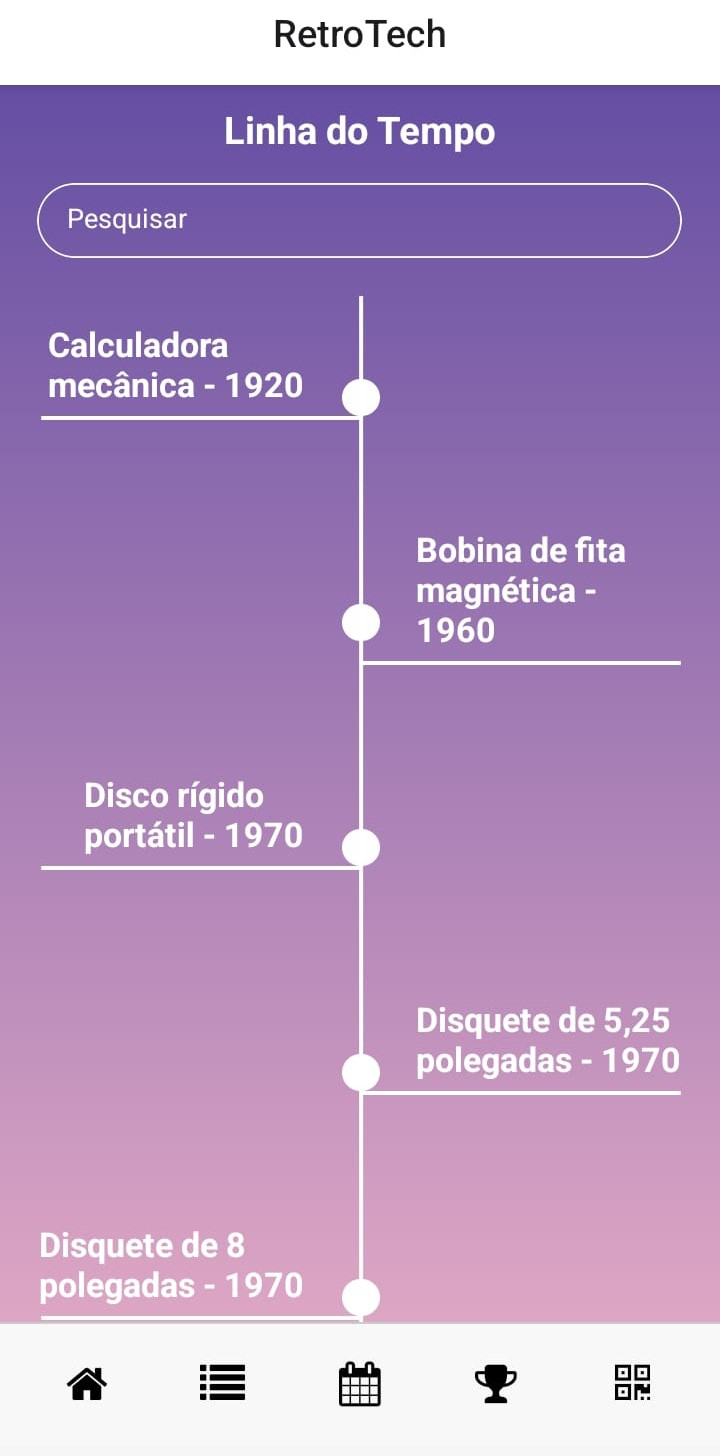 RetroTech
Linha do Tempo
Pesquisar
Calculadora
mecânica - 1920
Bobina de fita
magnética -
1960
Disco rígido
portátil - 1970
Disquete de 5,25
polegadas - 1970
Disquete de 8
polegadas - 1970